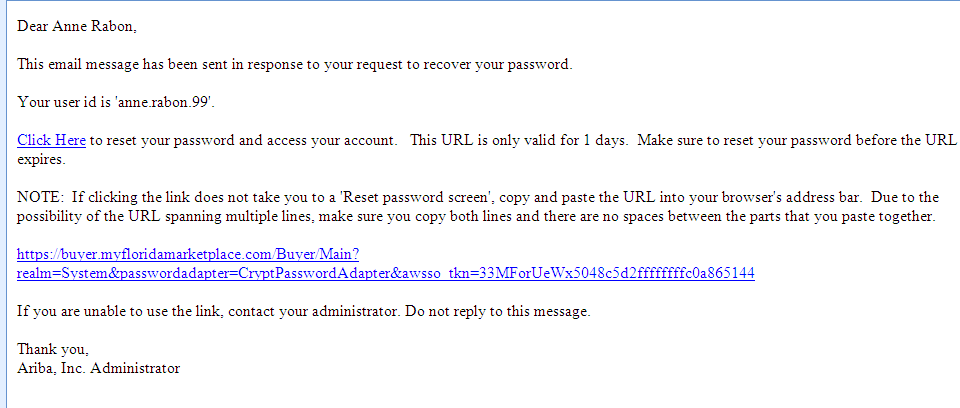 Dear Anne Rabon,
This email message has been sent in response to your request to recover your password.
Your user id is 'anne.rabon.99'.
Click Here to reset your password and access your account.   This URL is only valid for 1 days.  Make sure to reset your password before the URL
expires.
NOTE:  If clicking the link does not take you to a 'Reset password screen', copy and paste the URL into your browser's address bar.  Due to the
possibility of the URL spanning multiple lines, make sure you copy both lines and there are no spaces between the parts that you paste together.
https://buyer.myfloridamarketplace.com/Buyer/Main?
realm=System&passwordadapter=CryptPasswordAdapter&awsso_tkn=33MForUeWx5048c5d2ffffffffc0a865144
If you are unable to use the link, contact your administrator. Do not reply to this message.
Thank you,
Ariba, Inc. Administrator